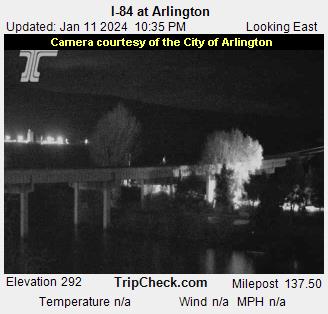 I-84 at Arlington
Updated: Jan 11 2024 10:35 PM Looking East
Camera courtesy of the City of Arlington
Elevation 292 TripCheck.com Milepost 137.50
Temperature n/a Wind n/a MPH n/a